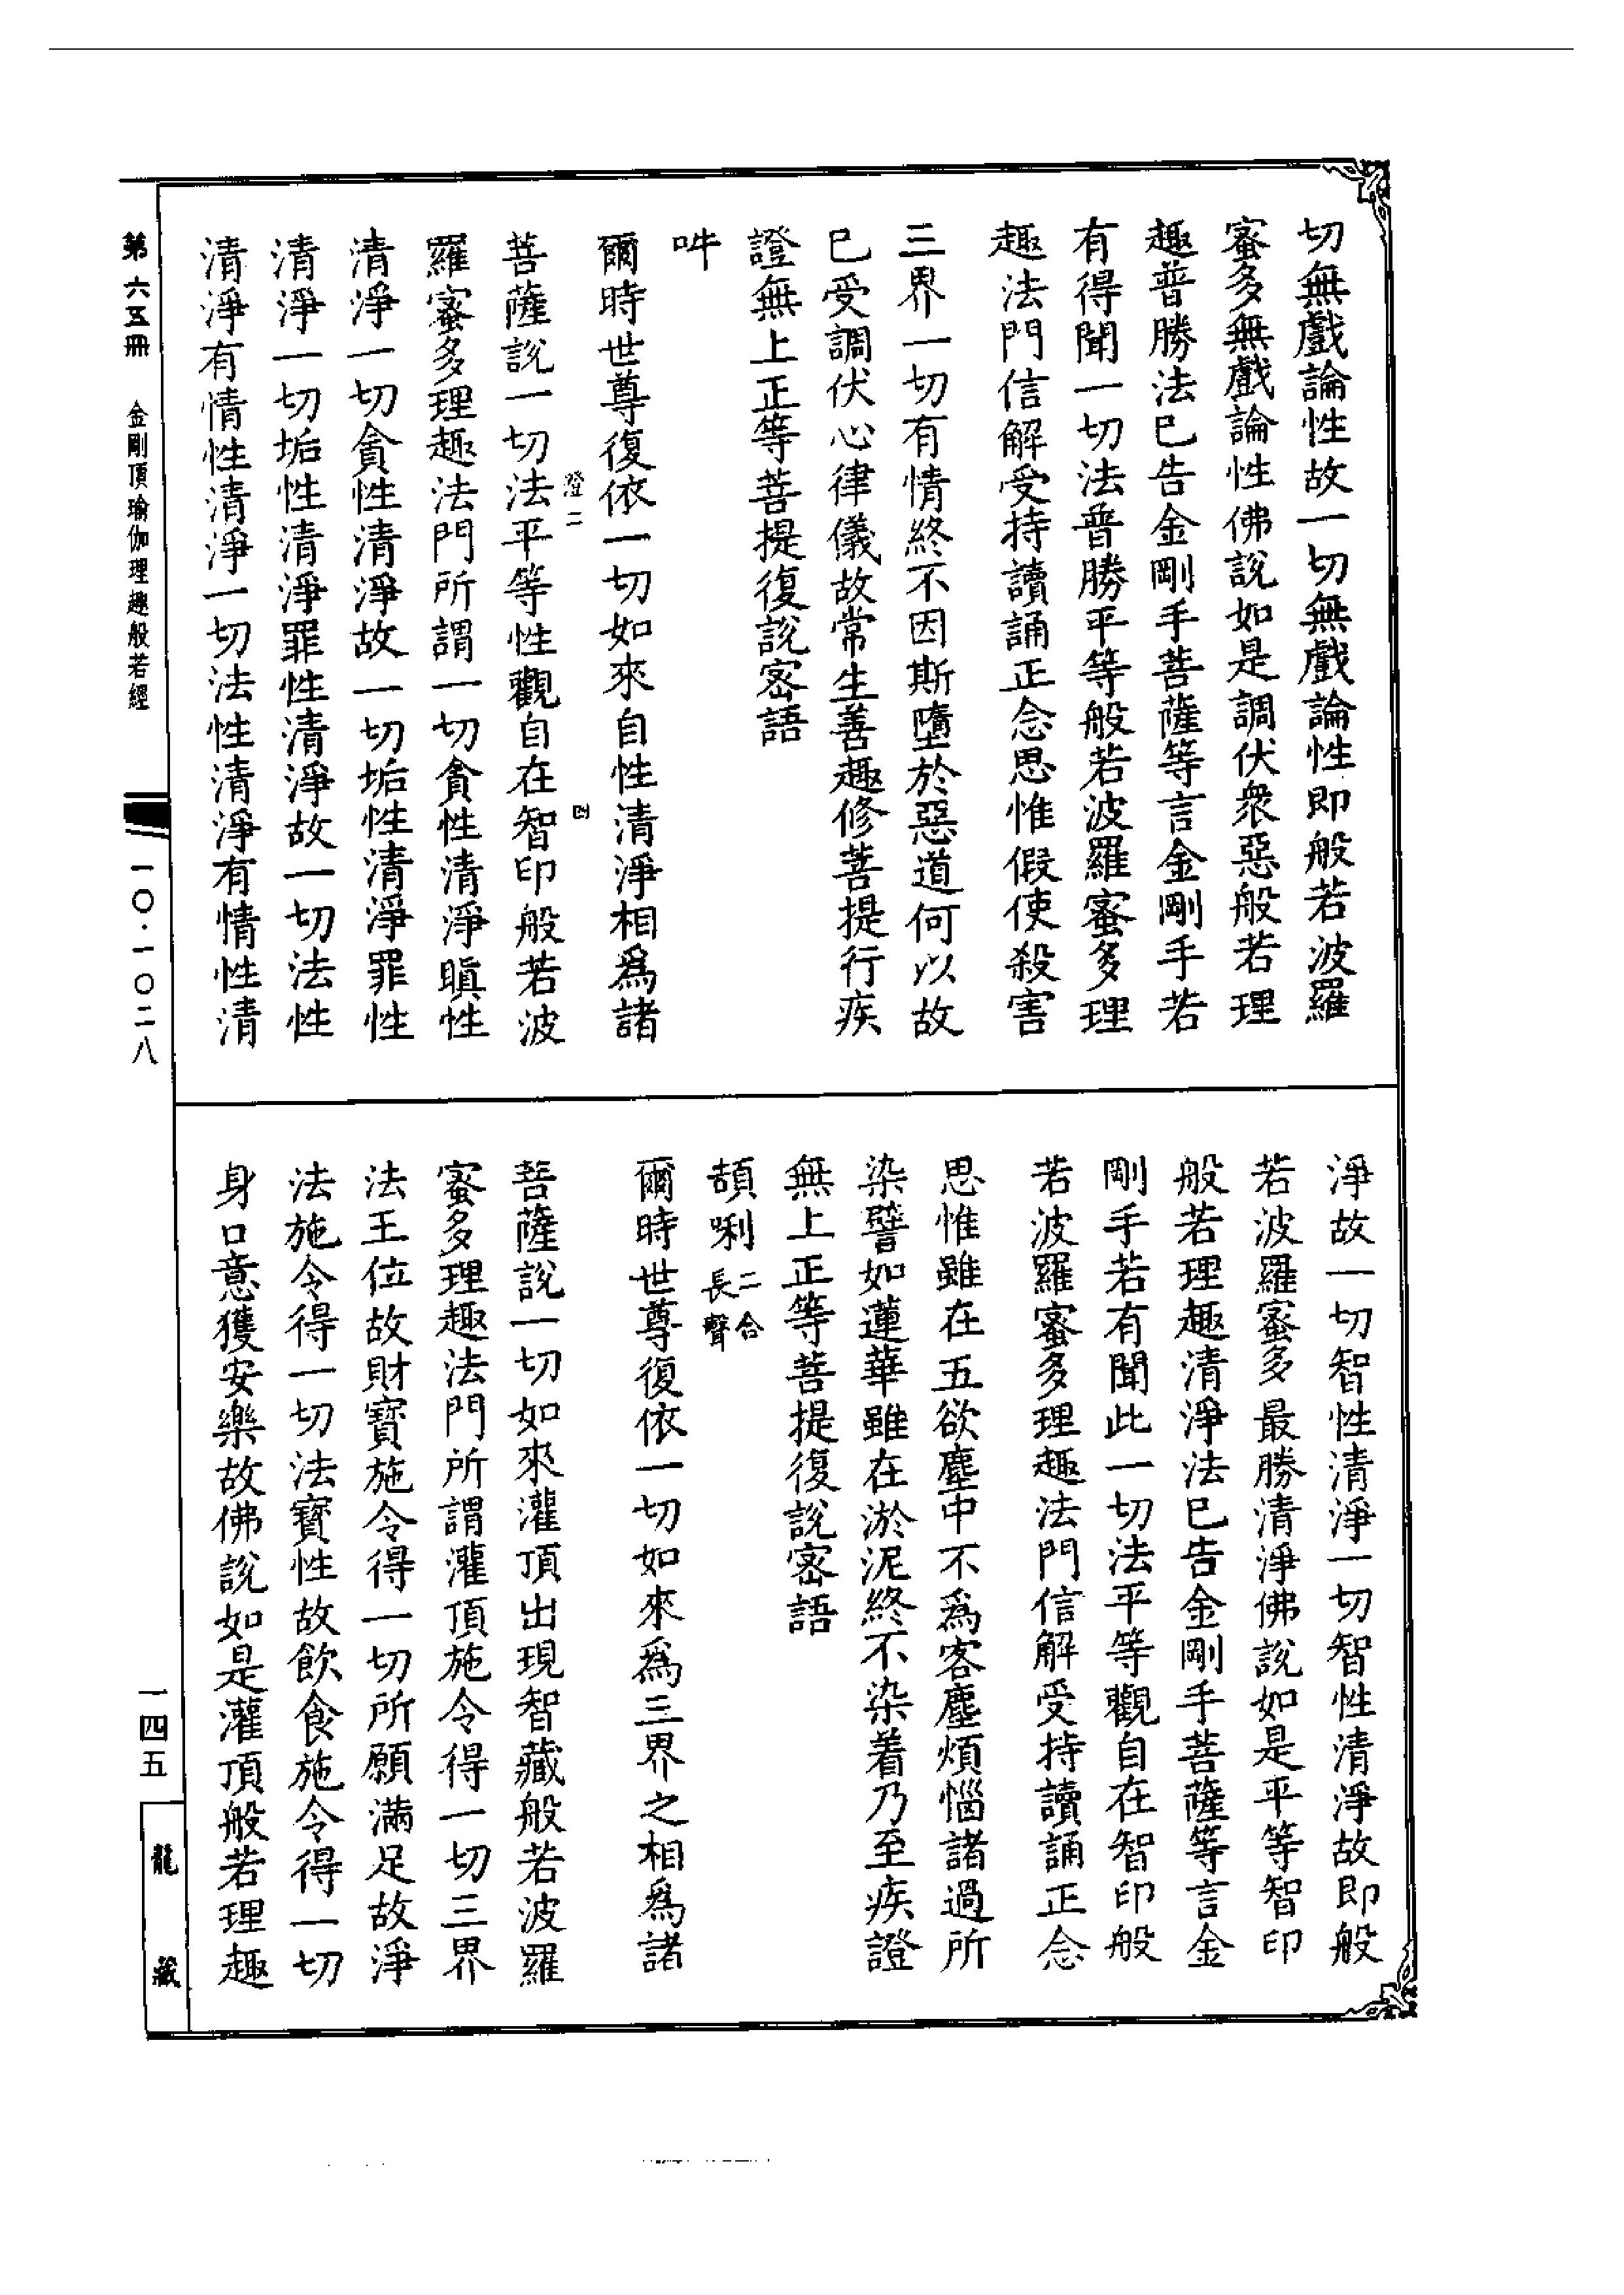 切無戲論性故一切無戲論性即般若波羅
蜜多無戲論性佛說如是調伏衆惡般若理
趣普勝法已告金剛手菩薩等言金剛手若
有得聞一切法普勝平等般若波羅蜜多理
趣法門信解受持讀誦正念思惟假使殺害
三界一切有情終不因斯墮於惡道何以故
已受調伏心律儀故常生善趣修菩提行疾
證無上正等菩提復說密語
吽
爾時世尊復依一切如來自性清淨相爲諸
澄二 四
菩薩說一切法平等性觀自在智印般若波
羅蜜多理趣法門所謂一切貪性清淨瞋性
清淨一切貪性清淨故一切垢性清淨罪性
清淨一切垢性清淨罪性清淨故一切法性
清淨有情性清淨一切法性清淨有情性清
淨故一切智性清淨一切智性清淨故即般
若波羅蜜多最勝清淨佛說如是平等智印
般若理趣清淨法已告金剛手菩薩等言金
剛手若有聞此一切法平等觀自在智印般
若波羅蜜多理趣法門信解受持讀誦正念
思惟雖在五欲塵中不爲客塵煩惱諸過所
染譬如蓮華雖在淤泥終不染着乃至疾證
無上正等菩提復說密語
頡唎二合長聲
爾時世尊復依一切如來爲三界之相爲諸
菩薩說一切如來灌頂出現智藏般若波羅
蜜多理趣法門所謂灌頂施令得一切三界
法王位故財寶施令得一切所願滿足故淨
法施令得一切法寶性故飲食施令得一切
身口意獲安樂故佛說如是灌頂般若理趣
第六五冊 金剛頂瑜伽理趣般若經 一〇·一〇二八
一四五
龍藏